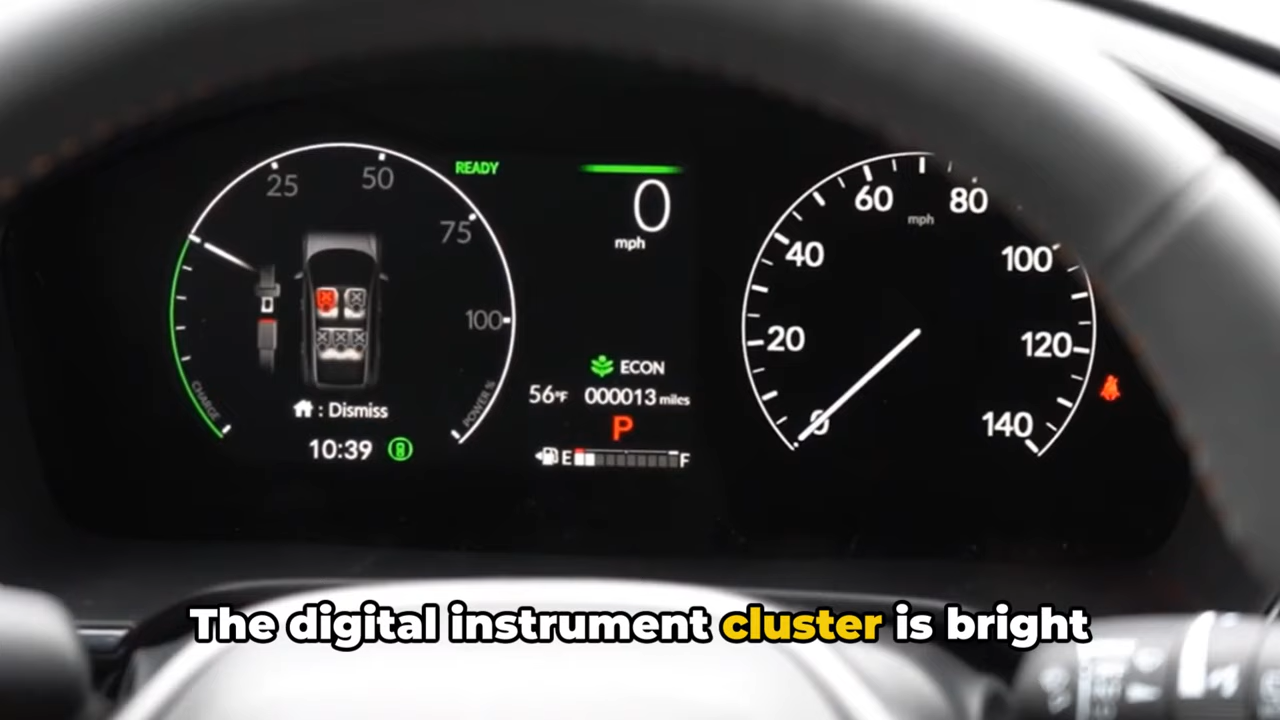 25
50
75
100
CHARGE
POWER %
: Dismiss
10:39
READY
0
mph
ECON
56°F 000013 miles
P
E F
0
20
40
60
mph
80
100
120
140
The digital instrument cluster is bright